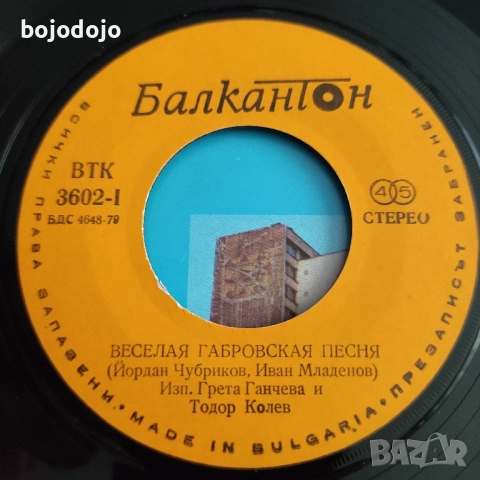 bojodojo
Балкантон
ВТК
3602-I
БДС 4648-79
45
СТЕРЕО
ВЕСЕЛАЯ ГАБРОВСКАЯ ПЕСНЯ
(Йордан Чубриков, Иван Младенов)
Изп. Грета Ганчева и
Тодор Колев
ВСИЧКИ ПРАВА ЗАПАЗЕНИ. • MADE IN BULGARIA • ПРЕЗАПИСЪТ ЗАБРАНЕН
BAZAR